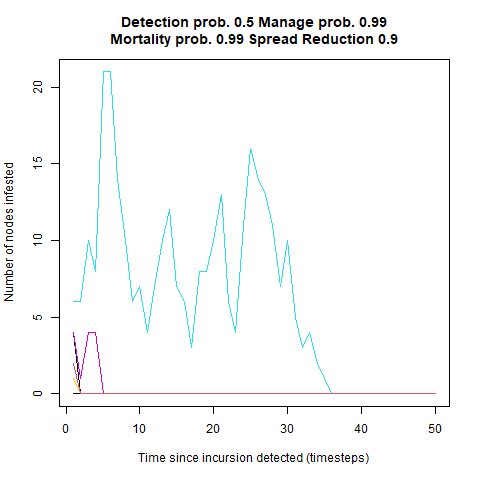 Detection prob. 0.5 Manage prob. 0.99
Mortality prob. 0.99 Spread Reduction 0.9
Number of nodes infested
20
15
10
5
0
0 10 20 30 40 50
Time since incursion detected (timesteps)